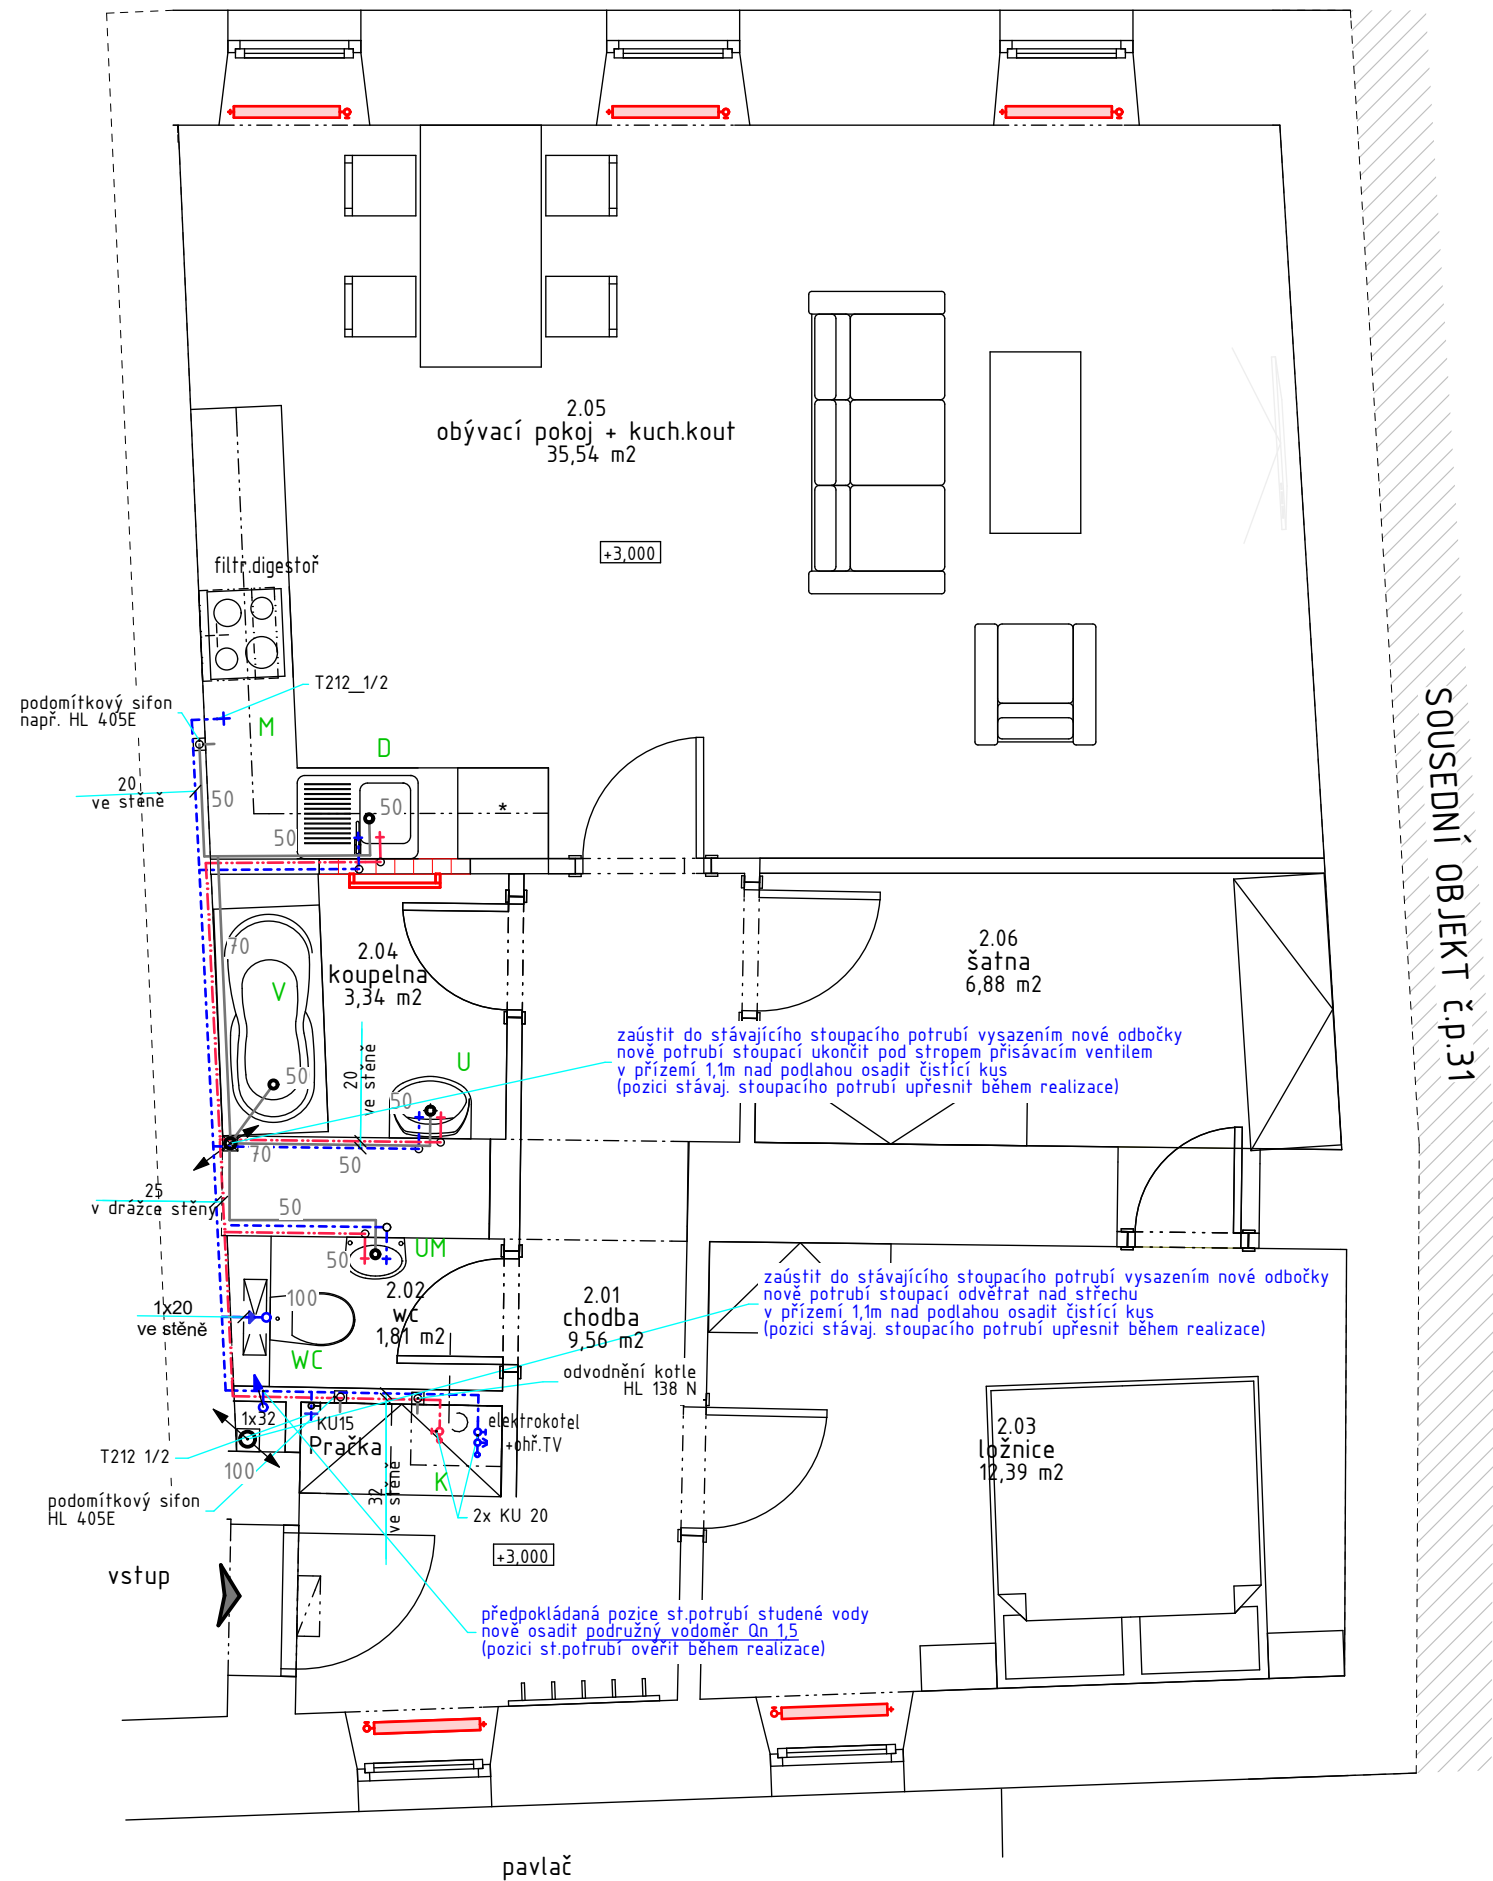 2.05
obývací pokoj + kuch.kout
35,54 m2
+3,000
filtr.digestoř
T212_1/2
podomítkový sifon
např. HL 405E
M
D
20
ve stěně
50
50
50
*
SOUSEDNÍ OBJEKT č.p.31
70
2.04
koupelna
3,34 m2
V
2.06
šatna
6,88 m2
U
50
20
ve stěně
50
zaústit do stávajícího stoupacího potrubí vysazením nové odbočky
nově potrubí stoupací ukončit pod stropem přisávacím ventilem
v přízemí 1,1m nad podlahou osadit čistící kus
(pozici stávaj. stoupacího potrubí upřesnit během realizace)
70
50
25
v drážce stěny
50
UM
50
100
2.02
wc
1,81 m2
1x20
ve stěně
WC
2.01
chodba
9,56 m2
zaústit do stávajícího stoupacího potrubí vysazením nové odbočky
nově potrubí stoupací odvětrat nad střechu
v přízemí 1,1m nad podlahou osadit čistící kus
(pozici stávaj. stoupacího potrubí upřesnit během realizace)
odvodnění kotle
HL 138 N
1x32
KU15
Pračka
elektrokotel
+ohř.TV
T212 1/2
100
K
32
ve stěně
podomítkový sifon
HL 405E
2x KU 20
2.03
ložnice
12,39 m2
+3,000
vstup
předpokládaná pozice st.potrubí studené vody
nově osadit podružný vodoměr Qn 1,5
(pozici st.potrubí ověřit během realizace)
pavlač